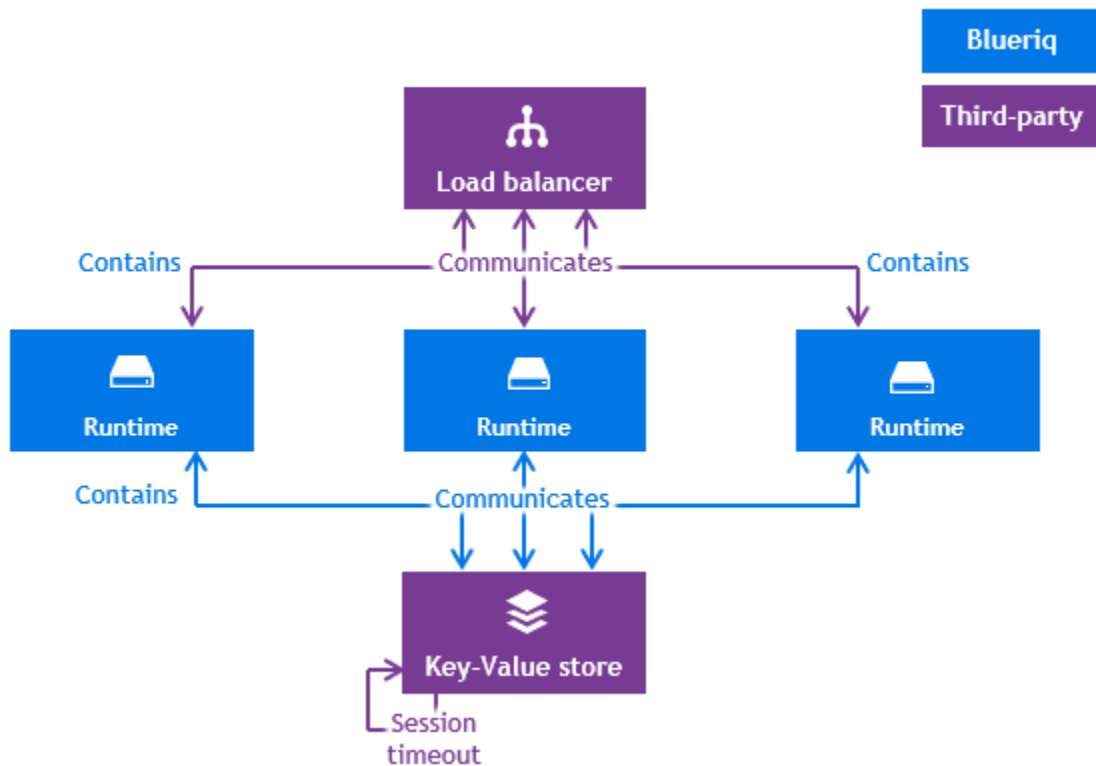 Blueriq
Third-party
Load balancer
Contains
Communicates
Contains
Runtime
Runtime
Runtime
Contains
Communicates
Key-Value store
Session
timeout